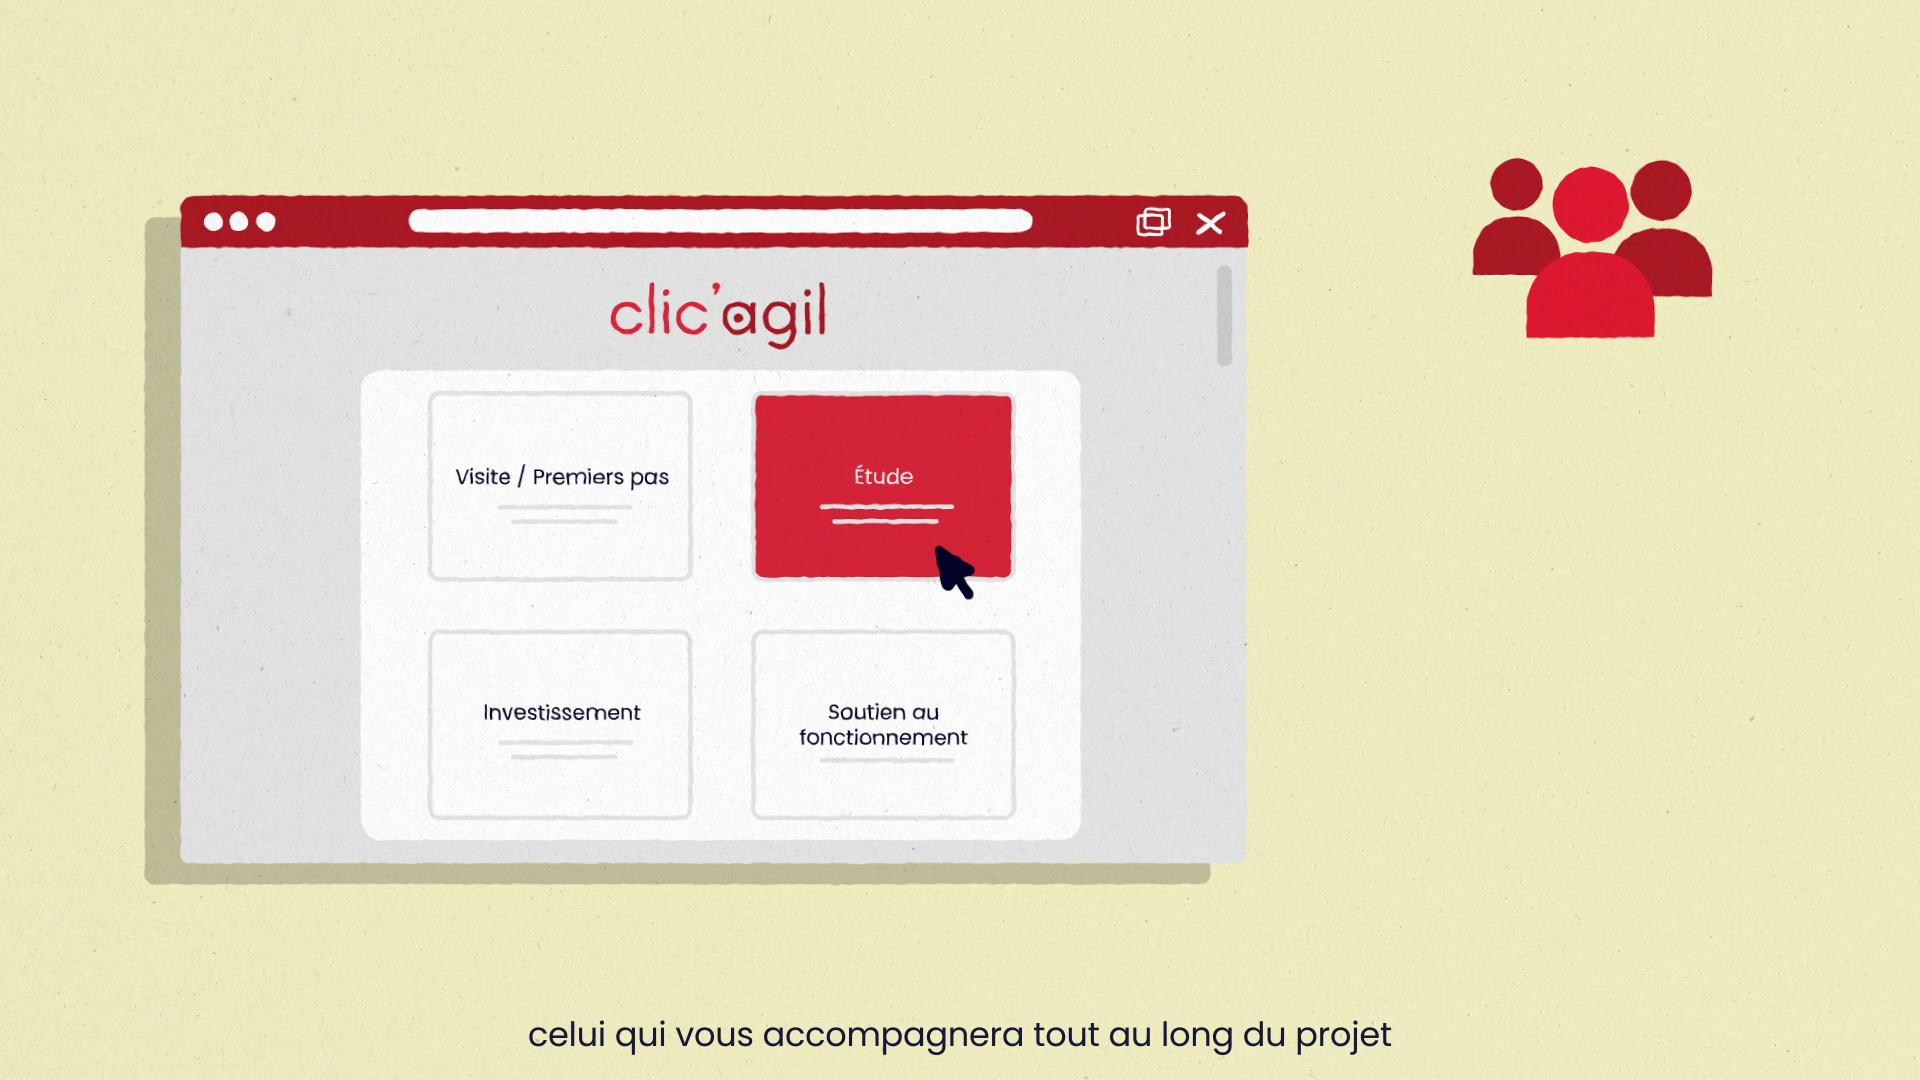 clic'agil
Visite / Premiers pas
Étude
Investissement
Soutien au
fonctionnement
celui qui vous accompagnera tout au long du projet